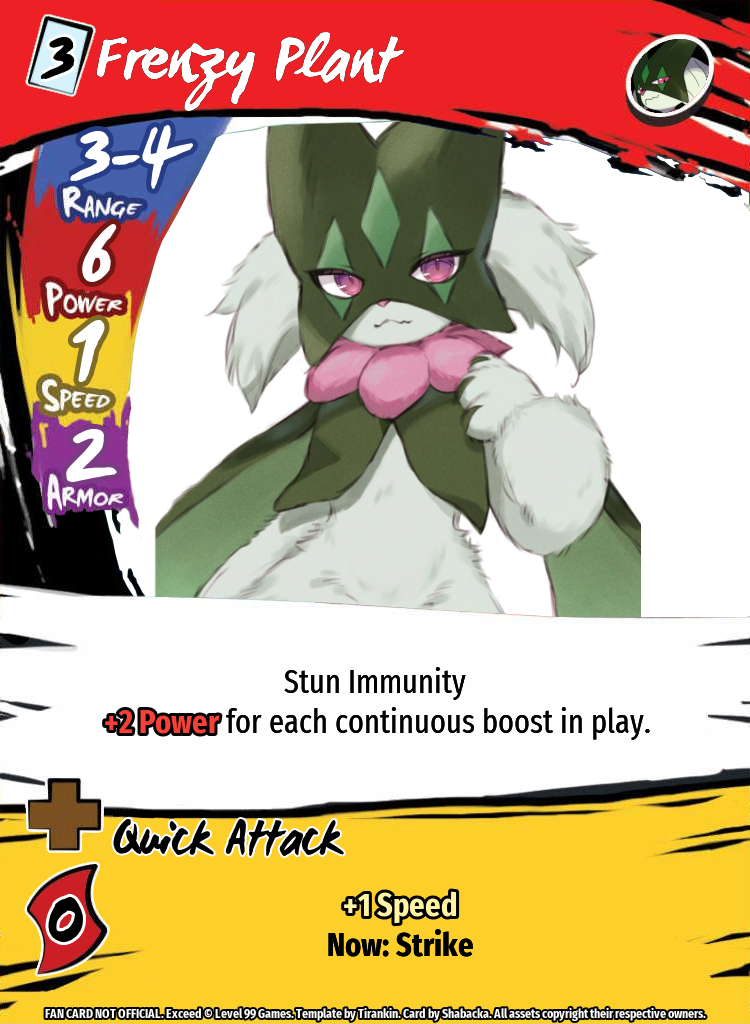 3 Frenzy Plant
3-4
RANGE
6
POWER
1
SPEED
2
ARMOR
Stun Immunity
+2 Power for each continuous boost in play.
Quick Attack
0
+1 Speed
Now: Strike
FAN CARD NOT OFFICIAL. Exceed © Level 99 Games. Template by Tirankin. Card by Shabacka. All assets copyright their respective owners.